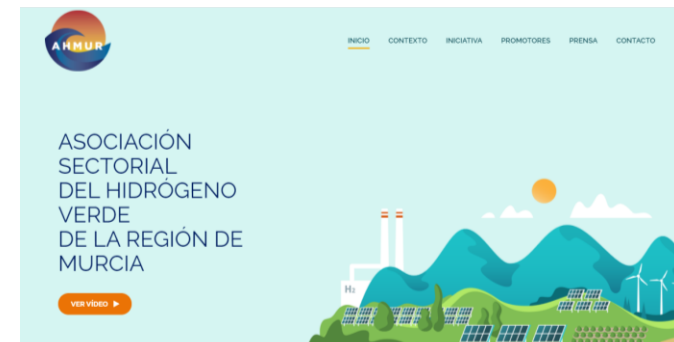 AHMUR
INICIO CONTEXTO INICIATIVA PROMOTORES PRENSA CONTACTO
ASOCIACIÓN
SECTORIAL
DEL HIDRÓGENO
VERDE
DE LA REGIÓN DE
MURCIA
VER VÍDEO
H₂